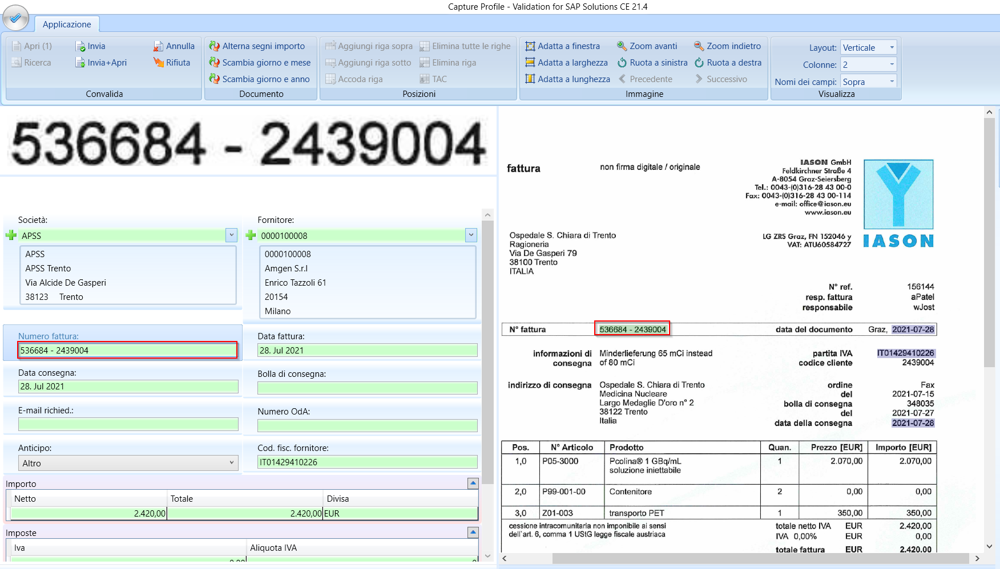 Capture Profile - Validation for SAP Solutions CE 21.4
Applicazione
Apri (1)
Invia
Annulla
Ricerca
Invia+Apri
Rifiuta
Convalida
Alterna segni importo
Scambia giorno e mese
Scambia giorno e anno
Documento
Aggiungi riga sopra
Elimina tutte le righe
Aggiungi riga sotto
Elimina riga
Accoda riga
TAC
Posizioni
Adatta a finestra
Zoom avanti
Zoom indietro
Adatta a larghezza
Ruota a sinistra
Ruota a destra
Adatta a lunghezza
Precedente
Successivo
Immagine
Layout: Verticale
Colonne: 2
Nomi dei campi: Sopra
Visualizza
536684 - 2439004
Società:
APSS
APSS
APSS Trento
Via Alcide De Gasperi
38123 Trento
Fornitore:
0000100008
0000100008
Amgen S.r.l
Enrico Tazzoli 61
20154
Milano
Numero fattura:
536684 - 2439004
Data fattura:
28. Jul 2021
Data consegna:
28. Jul 2021
Bolla di consegna:
E-mail richied.:
Numero OdA:
Anticipo:
Altro
Cod. fisc. fornitore:
IT01429410226
Importo
Netto Totale Divisa
2.420,00 2.420,00 EUR
Imposte
Iva Aliquota IVA
fattura
non firma digitale / originale
IASON GmbH
Feldkirchner Straße 4
A-8054 Graz-Seiersberg
Tel.: 0043-(0)316-28 43 00-0
Fax: 0043-(0)316-28 43 00-114
e-mail: office@iason.eu
www.iason.eu
LG ZRS Graz, FN 152046 y
VAT: ATU60584727
IASON
Ospedale S. Chiara di Trento
Ragioneria
Via De Gasperi 79
38100 Trento
ITALIA
N° ref. 156144
resp. fattura aPatel
responsabile wJost
N° fattura 536684 - 2439004 data del documento Graz, 2021-07-28
informazioni di consegna
Minderlieferung 65 mCi instead
of 80 mCi
partita IVA IT01429410226
codice cliente 2439004
indirizzo di consegna
Ospedale S. Chiara di Trento
Medicina Nucleare
Largo Medaglie D'oro n° 2
38122 Trento
Italia
ordine Fax
del 2021-07-15
bolla di consegna 348035
del 2021-07-27
data della consegna 2021-07-28
Pos. N° Articolo Prodotto Quan. Prezzo [EUR] Importo [EUR]
1,0 P05-3000 Pcolina® 1 GBq/mL 1 2.070,00 2.070,00
soluzione iniettabile
2,0 P99-001-00 Contenitore 2 0,00 0,00
3,0 Z01-003 transporto PET 1 350,00 350,00
cessione intracomunitaria non imponibile ai sensi
dell'art. 6, comma 1 UStG legge fiscale austriaca
totale netto IVA EUR 2.420,00
IVA 0,00% EUR 0,00
totale fattura EUR 2.420,00